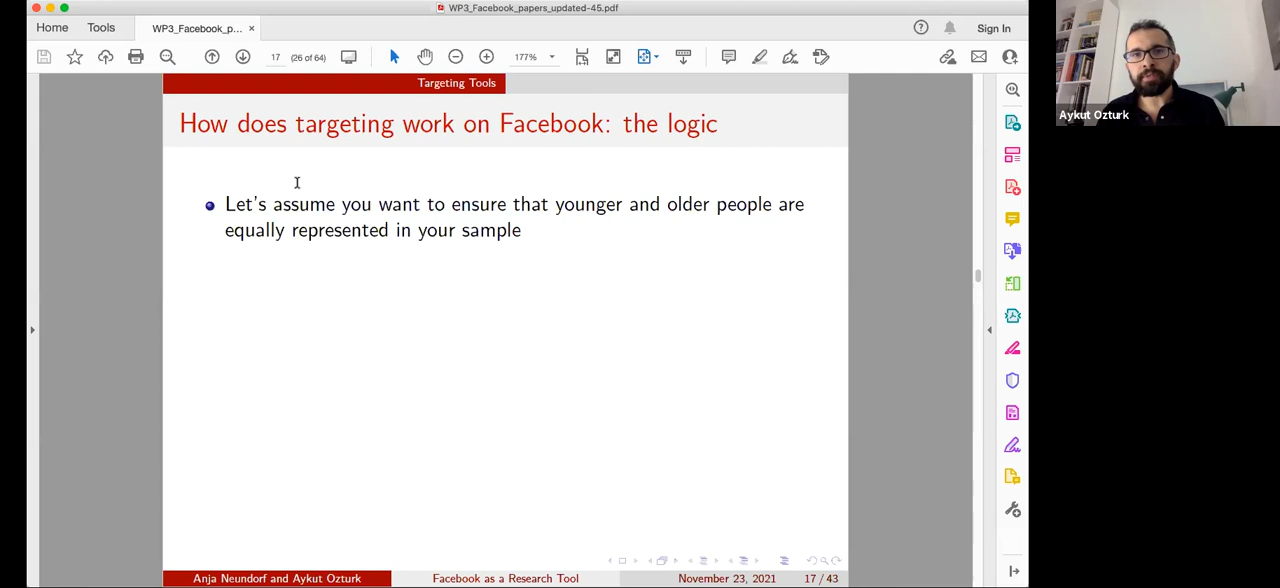 WP3_Facebook_papers_updated-45.pdf
Home
Tools
WP3_Facebook_p...
Sign In
17
(26 of 64)
177%
Targeting Tools
How does targeting work on Facebook: the logic
Let's assume you want to ensure that younger and older people are
equally represented in your sample
Anja Neundorf and Aykut Ozturk
Facebook as a Research Tool
November 23, 2021
17 / 43
Aykut Ozturk